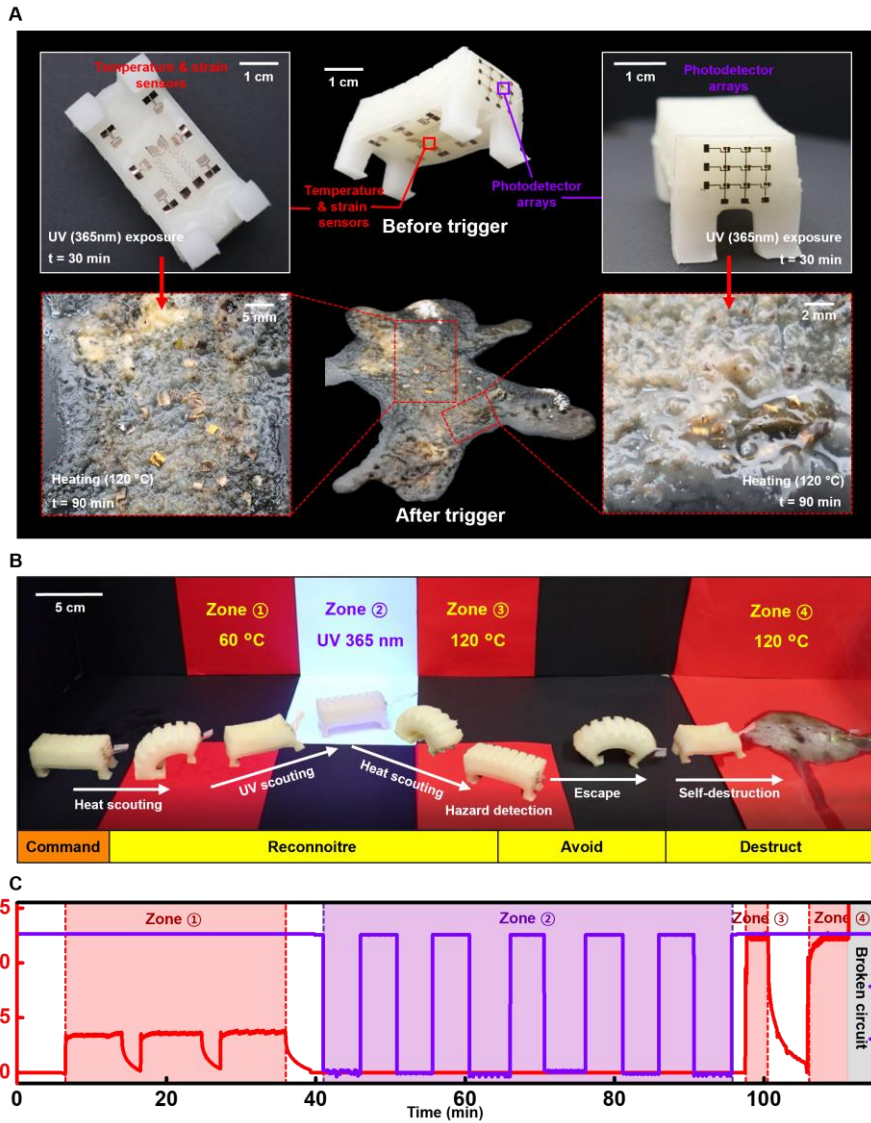 A
Temperature & strain
sensors
1 cm
1 cm
Photodetector
arrays
1 cm
Temperature
& strain
sensors
Photodetector
arrays
Before trigger
UV (365nm) exposure
t = 30 min
UV (365nm) exposure
t = 30 min
5 mm
2 mm
Heating (120 °C)
t = 90 min
Heating (120 °C)
t = 90 min
After trigger
B
5 cm
Zone ①
60 °C
Zone ②
UV 365 nm
Zone ③
120 °C
Zone ④
120 °C
Heat scouting
UV scouting
Heat scouting
Hazard detection
Escape
Self-destruction
Command
Reconnoitre
Avoid
Destruct
C
Zone ①
Zone ②
Zone ③
Zone ④
5
0
5
0
Broken circuit
0
20
40
60
80
100
Time (min)